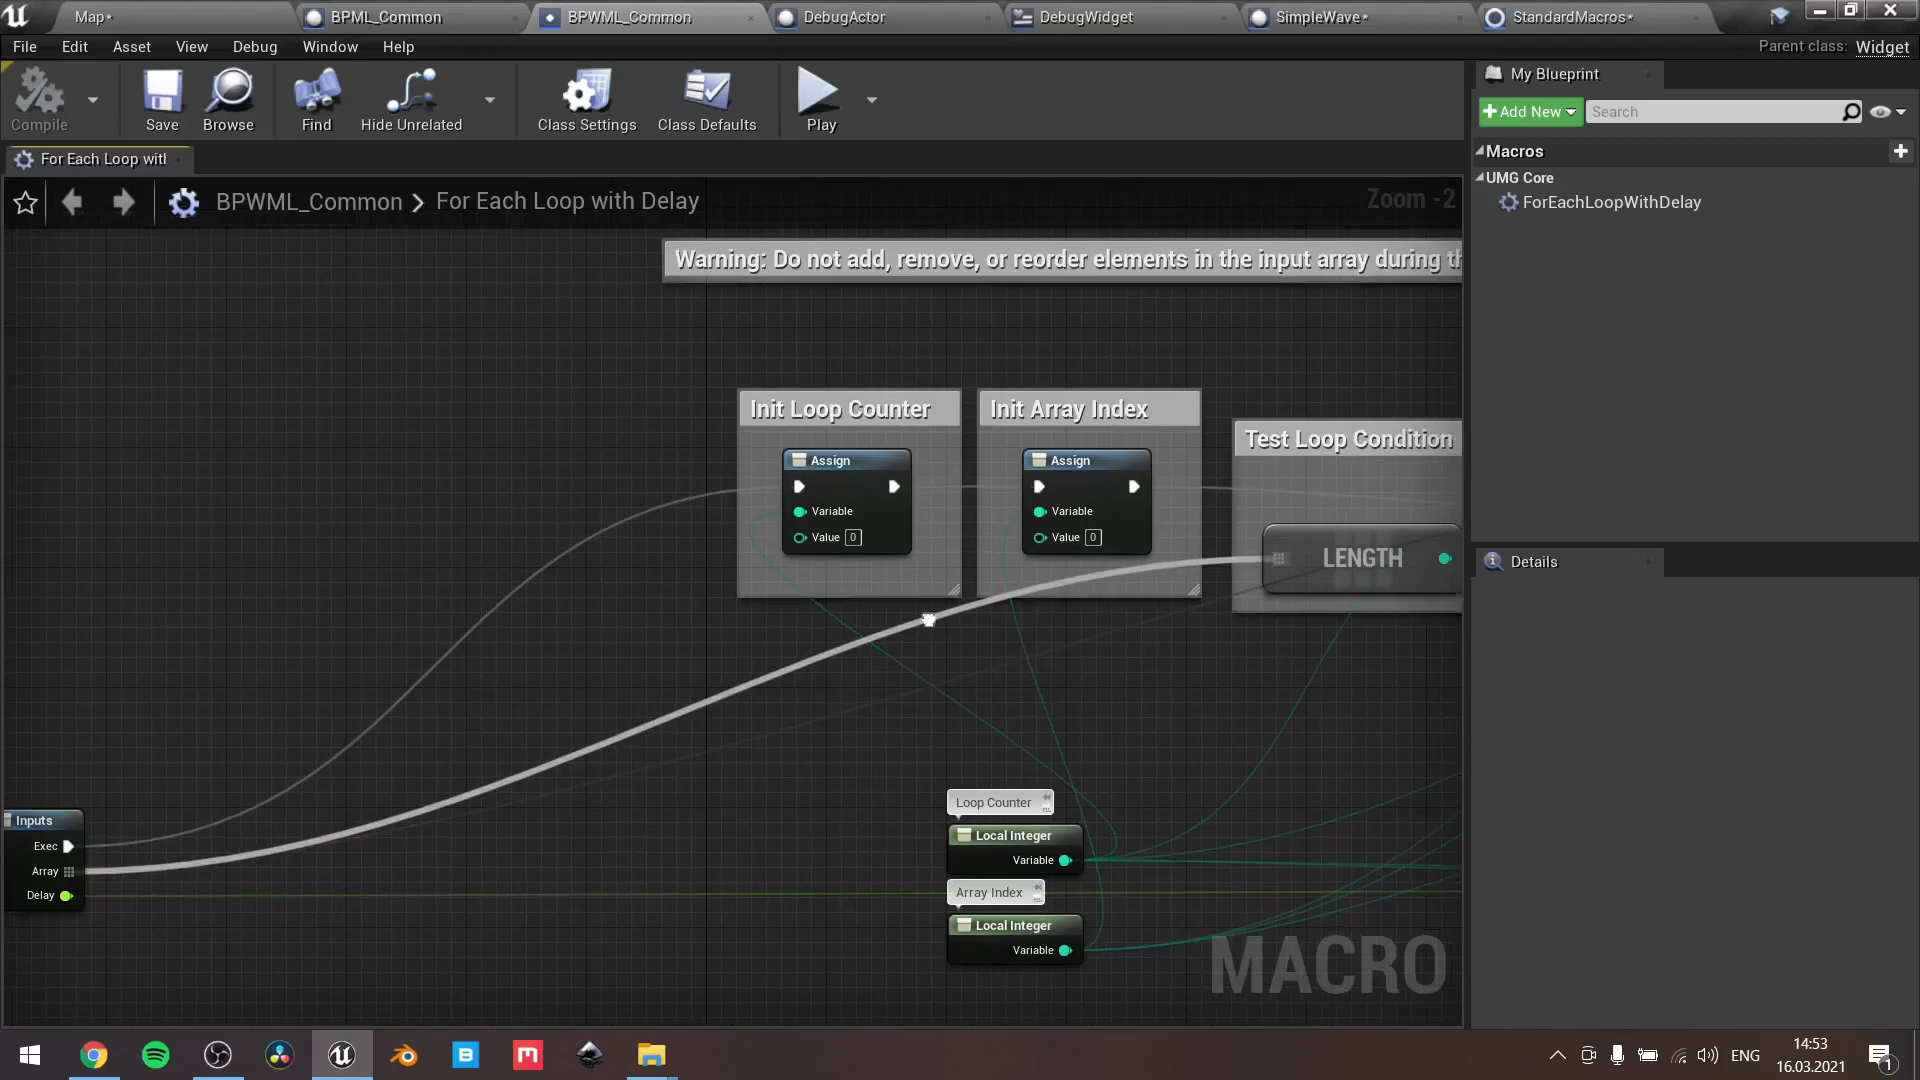 Map*
BPML_Common
BPWML_Common
DebugActor
DebugWidget
SimpleWave*
StandardMacros*
File Edit Asset View Debug Window Help
Parent class: Widget
Compile
Save
Browse
Find
Hide Unrelated
Class Settings
Class Defaults
Play
My Blueprint
Add New
Search
Macros
UMG Core
ForEachLoopWithDelay
Details
For Each Loop witl
BPWML_Common
For Each Loop with Delay
Zoom -2
Warning: Do not add, remove, or reorder elements in the input array during th
Init Loop Counter
Init Array Index
Test Loop Condition
Assign
Variable
Value 0
Assign
Variable
Value 0
LENGTH
Inputs
Exec
Array
Delay
Loop Counter
Local Integer
Variable
Array Index
Local Integer
Variable
MACRO
ENG
14:53
16.03.2021
1